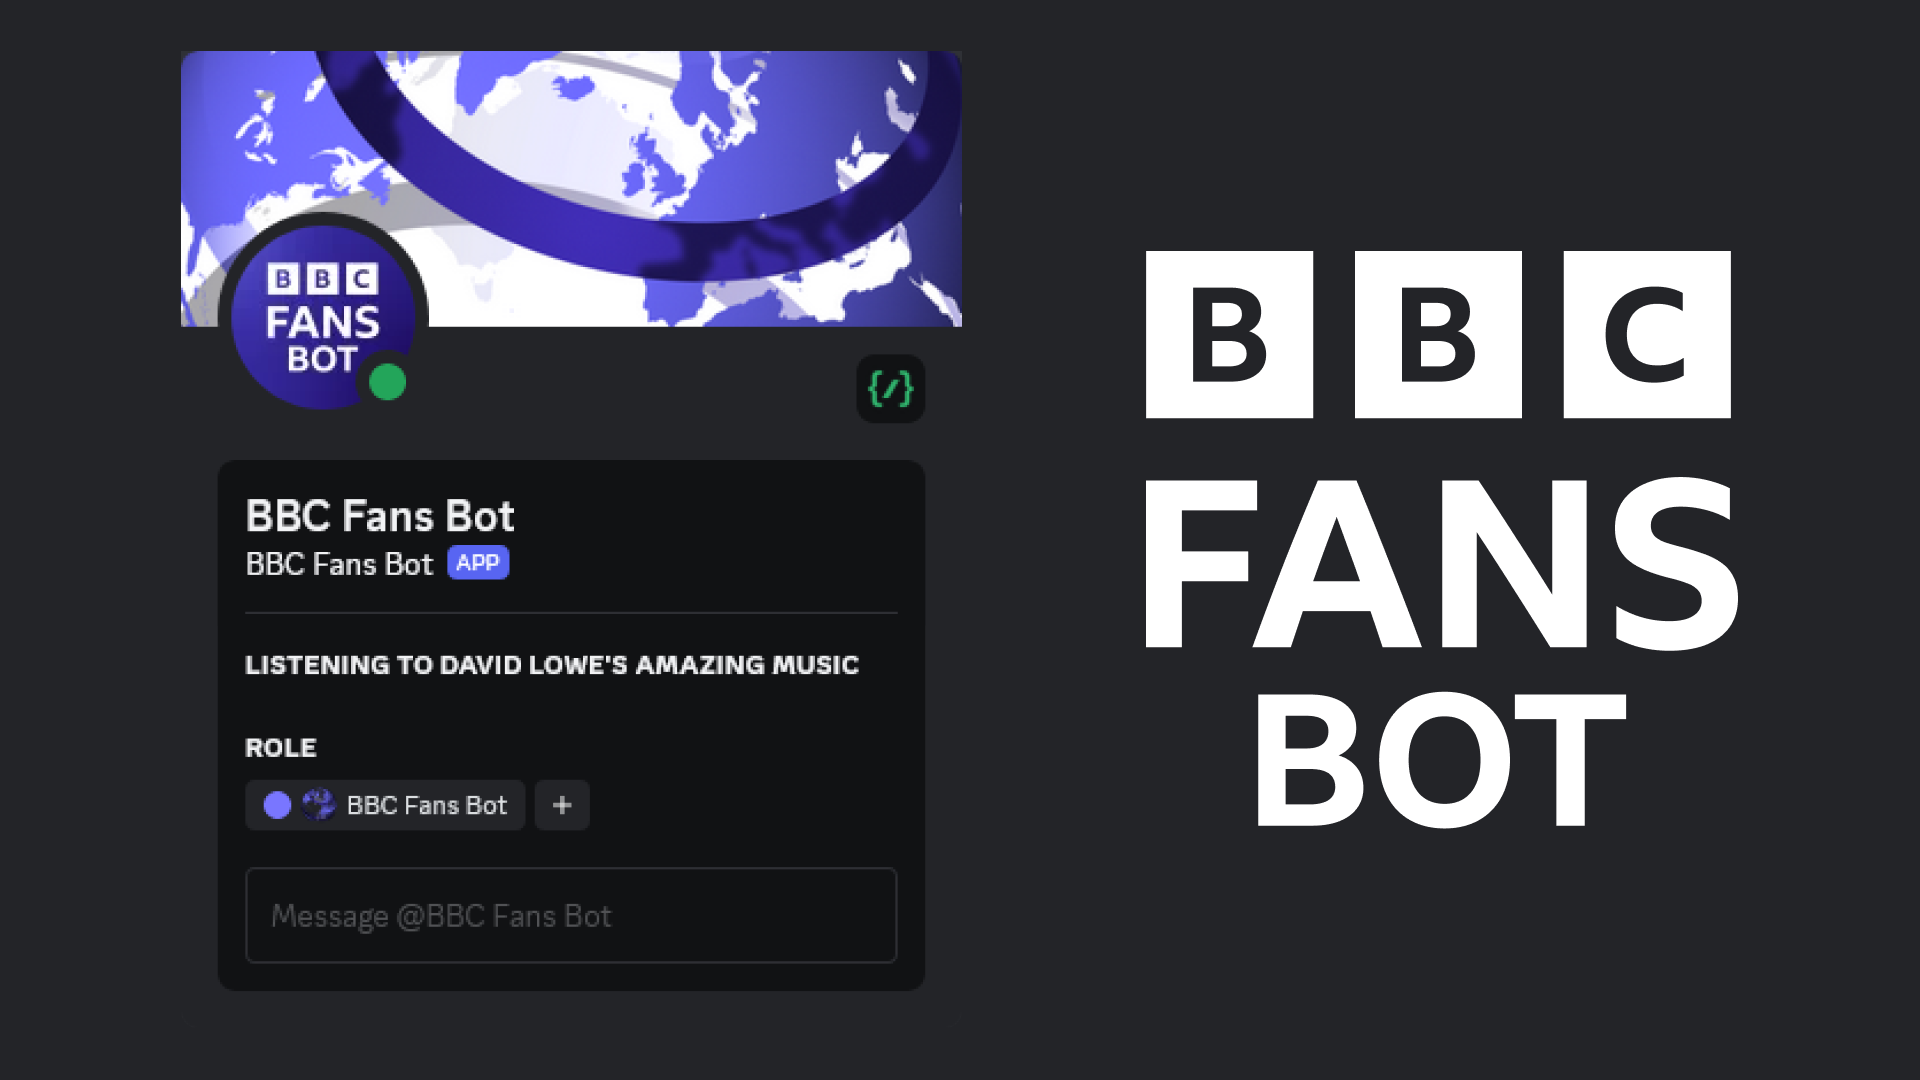 BBC
FANS
BOT
BBC Fans Bot
BBC Fans Bot APP
LISTENING TO DAVID LOWE'S AMAZING MUSIC
ROLE
BBC Fans Bot +
Message @BBC Fans Bot
BBC
FANS
BOT